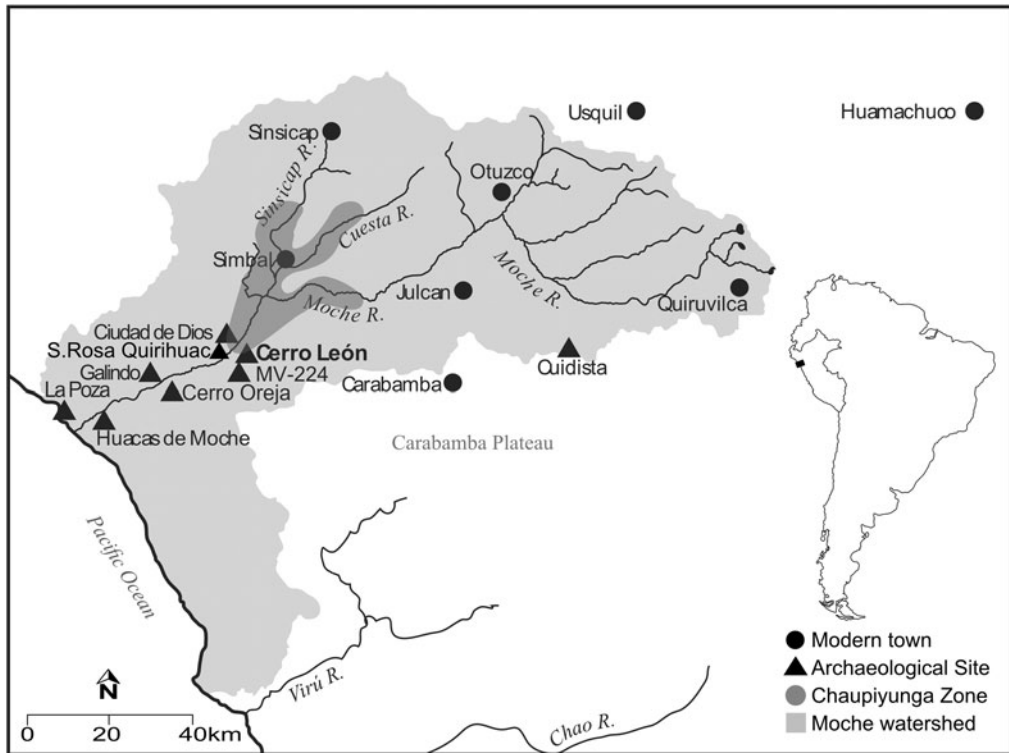 Usquil
Huamachuco
Sinsicap
Sinsicap R.
Otuzco
Cuesta R.
Simbal
Moche R.
Moche R.
Julcan
Quiruvilca
Ciudad de Dios
S.Rosa Quirihuac
Cerro León
Galindo
MV-224
Quidista
La Poza
Cerro Oreja
Carabamba
Huacas de Moche
Carabamba Plateau
Pacific Ocean
Virú R.
Chao R.
N
0 20 40km
Modern town
Archaeological Site
Chaupiyunga Zone
Moche watershed